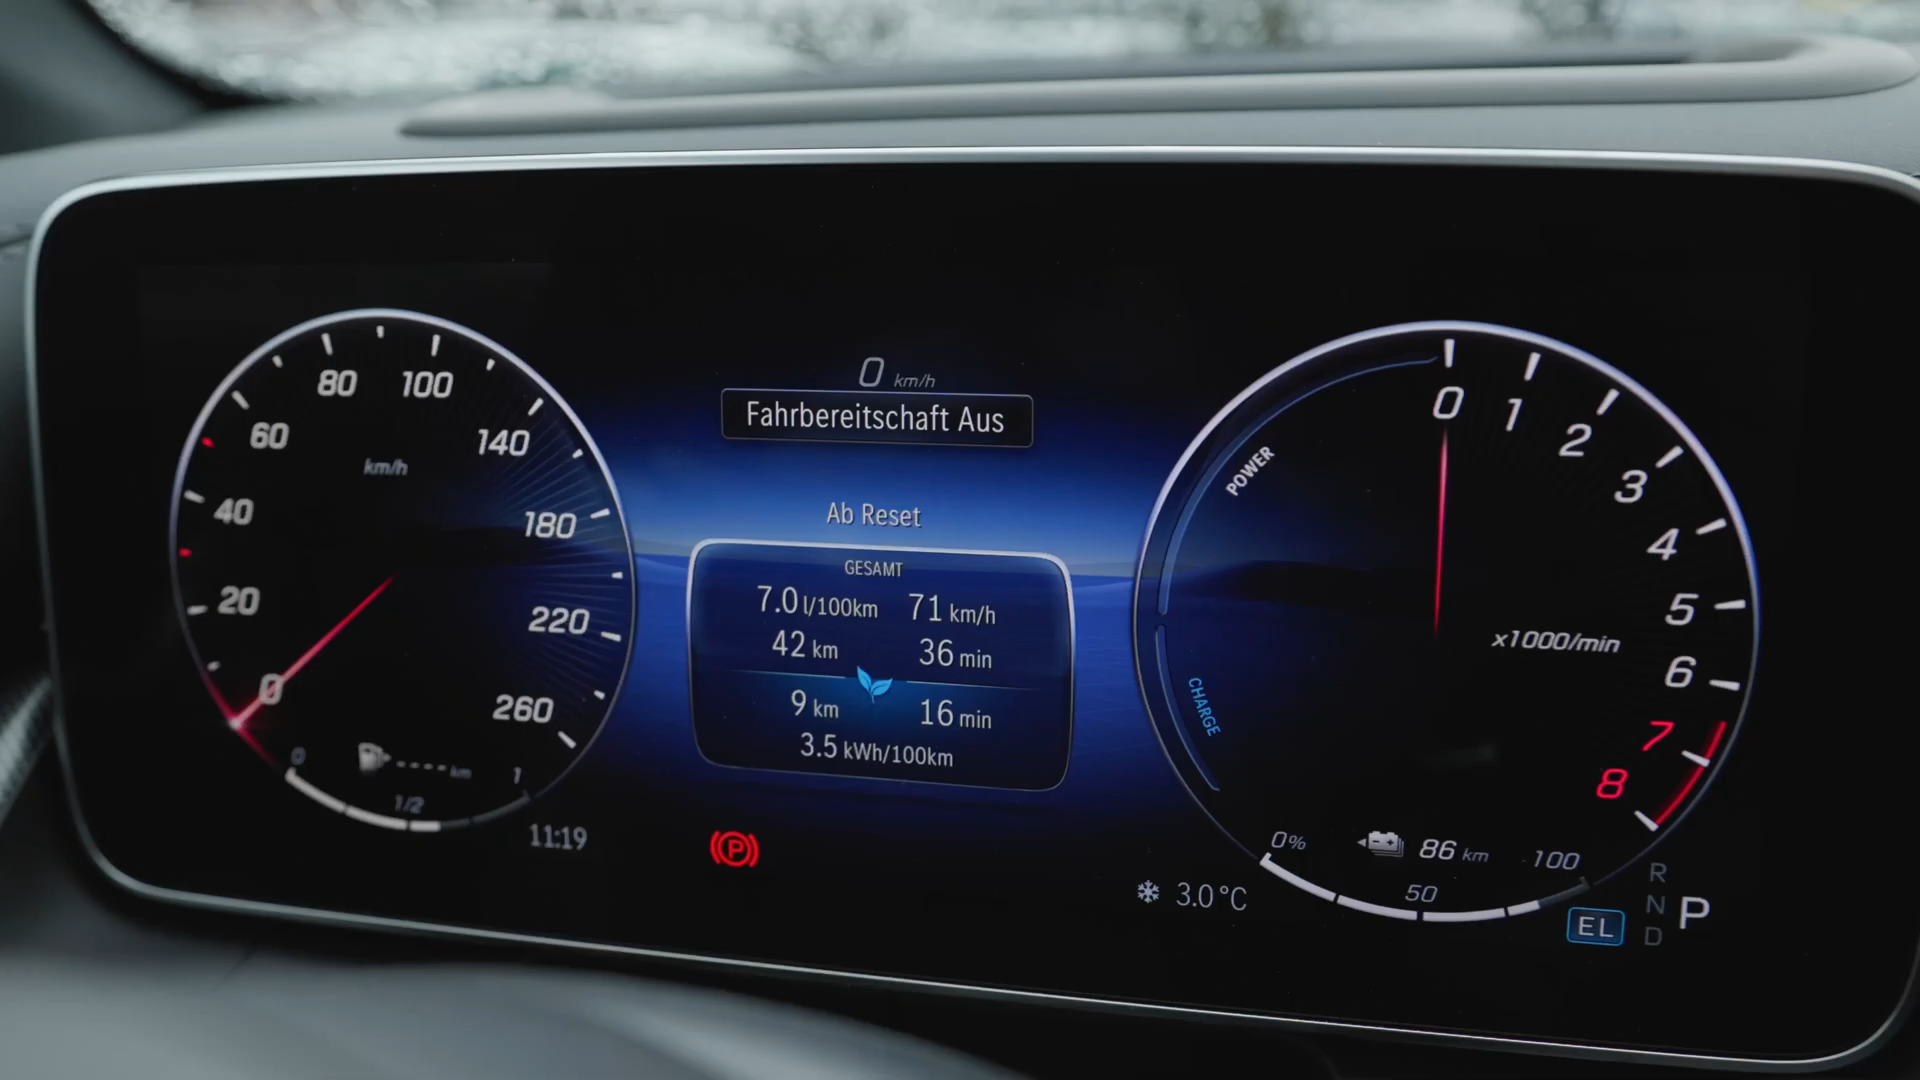 0 km/h
Fahrbereitschaft Aus
Ab Reset
GESAMT
7.0 l/100km 71 km/h
42 km 36 min
9 km 16 min
3.5 kWh/100km
0
20
40
60
80
100
140
180
220
260
km/h
0 1/2 1
---- km
11:19
P
3.0 °C
POWER
CHARGE
0
1
2
3
4
5
6
7
8
x1000/min
0% 50 100
86 km
EL
R
N
D
P